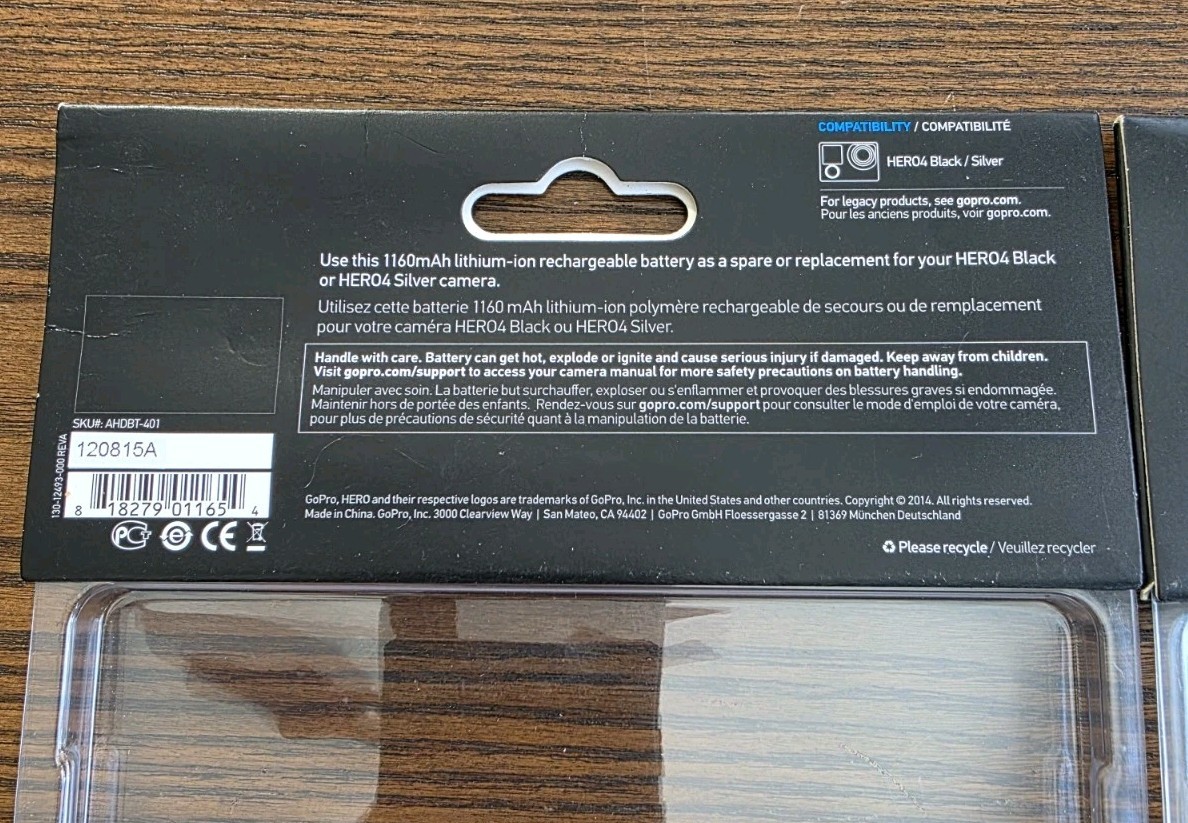 COMPATIBILITY / COMPATIBILITÉ
HERO4 Black / Silver
For legacy products, see gopro.com.
Pour les anciens produits, voir gopro.com.
Use this 1160mAh lithium-ion rechargeable battery as a spare or replacement for your HERO4 Black
or HERO4 Silver camera.
Utilisez cette batterie 1160 mAh lithium-ion polymère rechargeable de secours ou de remplacement
pour votre caméra HERO4 Black ou HERO4 Silver.
Handle with care. Battery can get hot, explode or ignite and cause serious injury if damaged. Keep away from children.
Visit gopro.com/support to access your camera manual for more safety precautions on battery handling.
Manipuler avec soin. La batterie but surchauffer, exploser ou s'enflammer et provoquer des blessures graves si endommagée.
Maintenir hors de portée des enfants. Rendez-vous sur gopro.com/support pour consulter le mode d'emploi de votre caméra,
pour plus de précautions de sécurité quant à la manipulation de la batterie.
SKU#: AHDBT-401
120815A
130-12493-000 REVA
8 18279 01165 4
GoPro, HERO and their respective logos are trademarks of GoPro, Inc. in the United States and other countries. Copyright © 2014. All rights reserved.
Made in China. GoPro, Inc. 3000 Clearview Way | San Mateo, CA 94402 | GoPro GmbH Floessergasse 2 | 81369 München Deutschland
Please recycle / Veuillez recycler